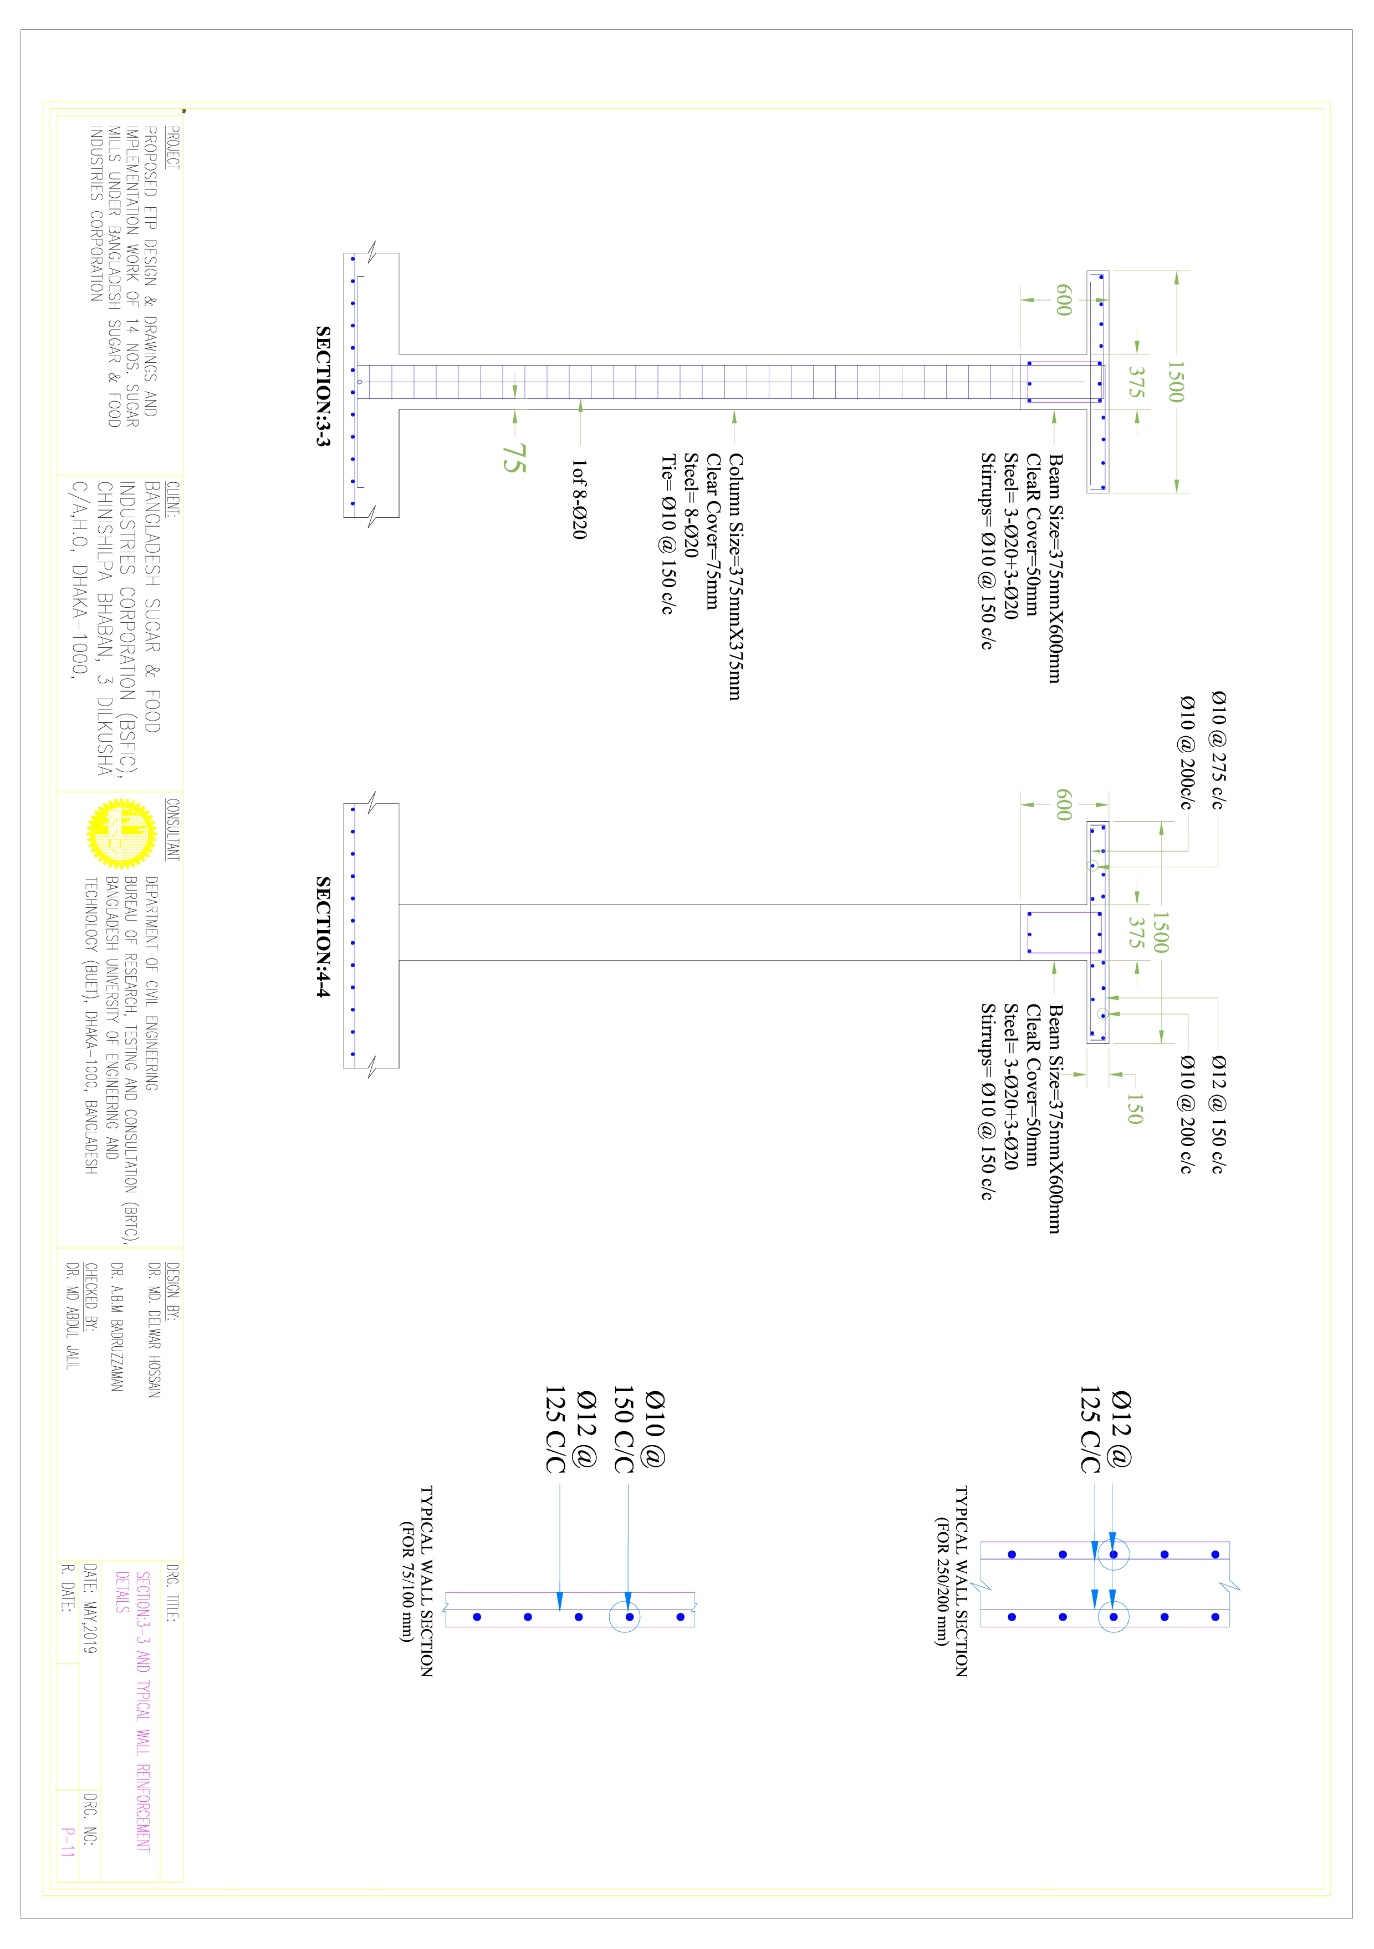 1500
600
375
Beam Size=375mmX600mm
CleaR Cover=50mm
Steel= 3-Ø20+3-Ø20
Stirrups= Ø10 @ 150 c/c
Column Size=375mmX375mm
Clear Cover=75mm
Steel= 8-Ø20
Tie= Ø10 @ 150 c/c
1of 8-Ø20
75
SECTION:3-3
Ø10 @ 275 c/c
Ø10 @ 200c/c
600
1500
375
Ø12 @ 150 c/c
Ø10 @ 200 c/c
150
Beam Size=375mmX600mm
CleaR Cover=50mm
Steel= 3-Ø20+3-Ø20
Stirrups= Ø10 @ 150 c/c
SECTION:4-4
Ø12 @
125 C/C
TYPICAL WALL SECTION
(FOR 250/200 mm)
Ø10 @
150 C/C
Ø12 @
125 C/C
TYPICAL WALL SECTION
(FOR 75/100 mm)
PROJECT
PROPOSED ETP DESIGN & DRAWINGS AND
IMPLEMENTATION WORK OF 14 NOS. SUGAR
MILLS UNDER BANGLADESH SUGAR & FOOD
INDUSTRIES CORPORATION
CLIENT:
BANGLADESH SUGAR & FOOD
INDUSTRIES CORPORATION (BSFIC),
CHINISHILPA BHABAN, 3 DILKUSHA
C/A,H.O, DHAKA-1000,
CONSULTANT
DEPARTMENT OF CIVIL ENGINEERING
BUREAU OF RESEARCH, TESTING AND CONSULTATION (BRTC),
BANGLADESH UNIVERSITY OF ENGINEERING AND
TECHNOLOGY (BUET), DHAKA-1000, BANGLADESH
DESIGN BY:
DR. MD. DELWAR HOSSAIN
DR. A.B.M BADRUZZAMAN
CHECKED BY:
DR. MD ABDUL JALIL
DRG. TITLE:
SECTION:3-3 AND TYPICAL WALL REINFORCEMENT
DETAILS
DATE: MAY,2019
R. DATE:
DRG. NO:
P-11